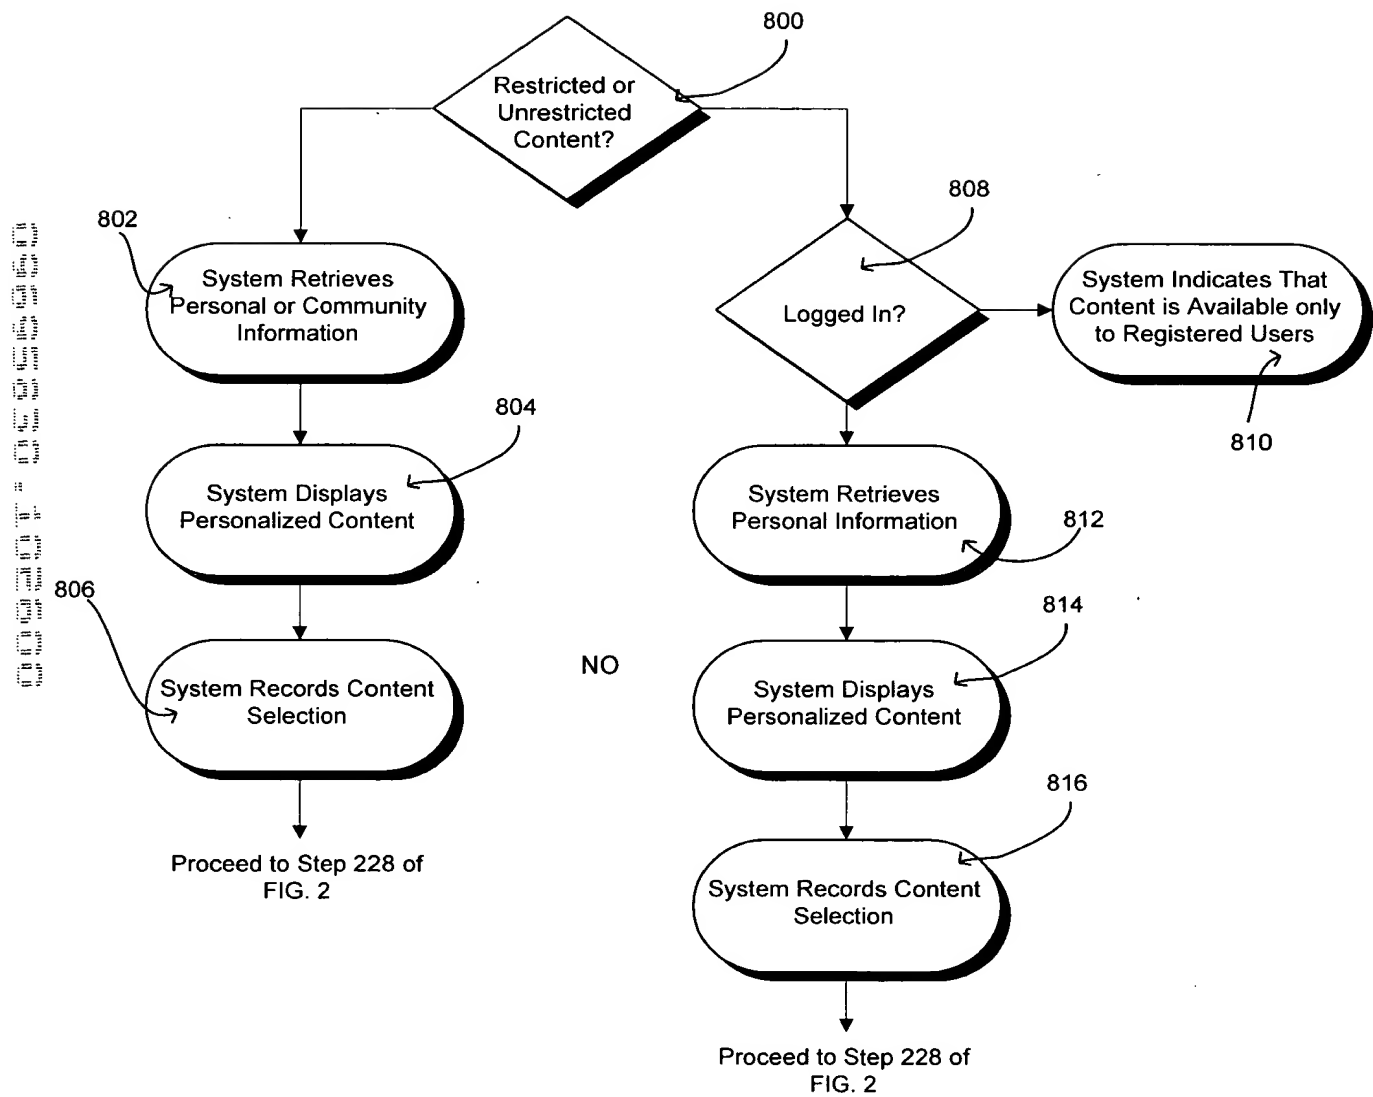 800
Restricted or
Unrestricted
Content?
808
802
System Retrieves
Personal or Community
Information
Logged In?
System Indicates That
Content is Available only
to Registered Users
810
804
System Displays
Personalized Content
System Retrieves
Personal Information
812
806
814
System Records Content
Selection
NO
System Displays
Personalized Content
816
Proceed to Step 228 of
FIG. 2
System Records Content
Selection
Proceed to Step 228 of
FIG. 2